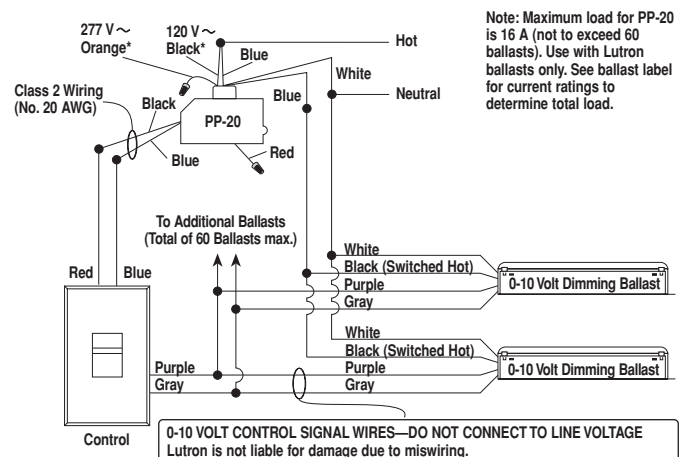 277 V ~
Orange*
120 V ~
Black*
Blue
Hot
White
Neutral
Note: Maximum load for PP-20
is 16 A (not to exceed 60
ballasts). Use with Lutron
ballasts only. See ballast label
for current ratings to
determine total load.
Class 2 Wiring
(No. 20 AWG)
Black
Blue
PP-20
Blue
Red
To Additional Ballasts
(Total of 60 Ballasts max.)
Red
Blue
White
Black (Switched Hot)
Purple
Gray
0-10 Volt Dimming Ballast
White
Black (Switched Hot)
Purple
Gray
0-10 Volt Dimming Ballast
Purple
Gray
Control
0-10 VOLT CONTROL SIGNAL WIRES—DO NOT CONNECT TO LINE VOLTAGE
Lutron is not liable for damage due to miswiring.